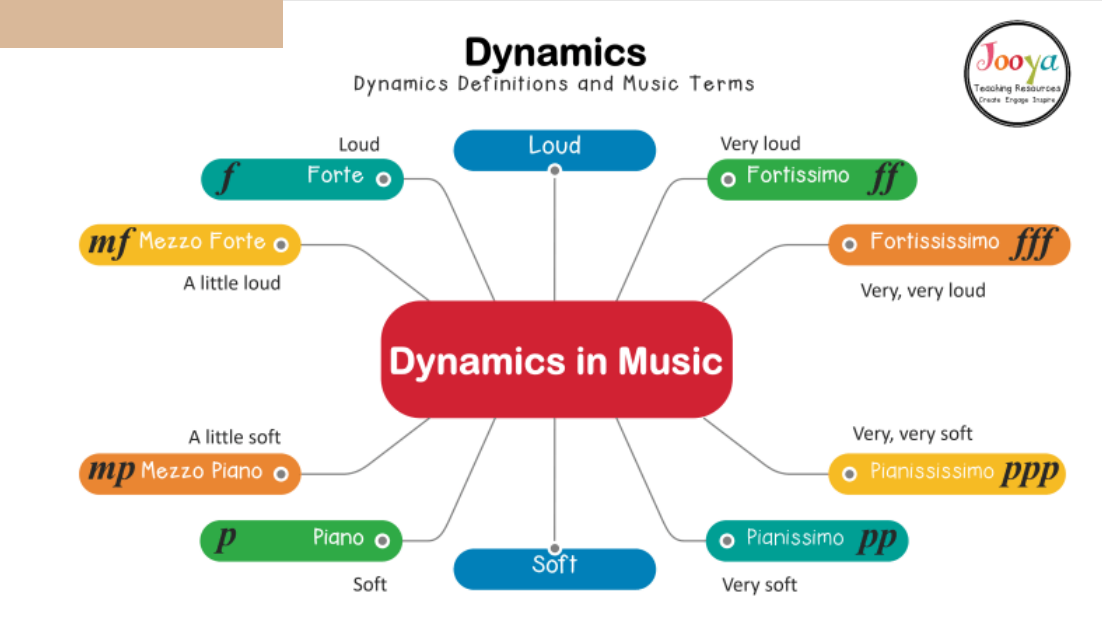 Dynamics
Dynamics Definitions and Music Terms
Jooya
Teaching Resources
Create Engage Inspire
Loud
f Forte
Loud
Very loud
Fortissimo ff
mf Mezzo Forte
A little loud
Fortississimo fff
Very, very loud
Dynamics in Music
A little soft
mp Mezzo Piano
Very, very soft
Pianississimo ppp
p Piano
Soft
Soft
Pianissimo pp
Very soft